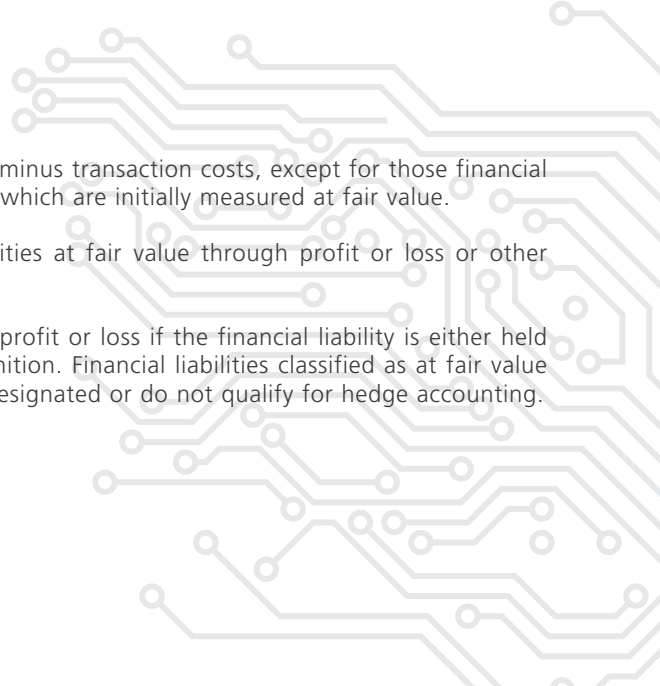 minus transaction costs, except for those financial
which are initially measured at fair value.
ities at fair value through profit or loss or other
profit or loss if the financial liability is either held
nition. Financial liabilities classified as at fair value
esignated or do not qualify for hedge accounting.